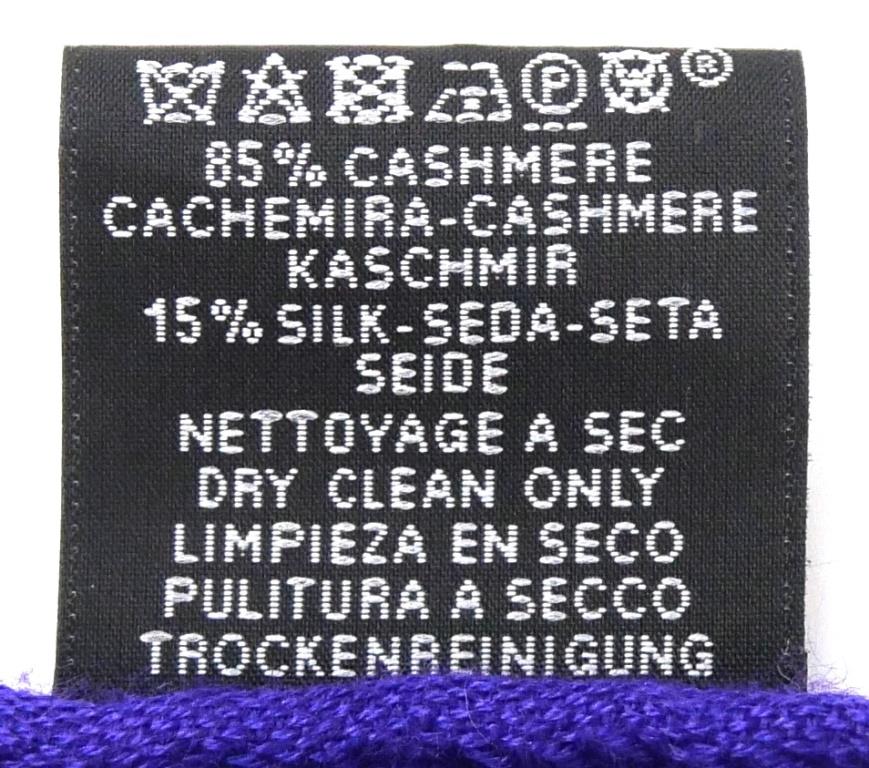 P W ®
85% CASHMERE
CACHEMIRA-CASHMERE
KASCHMIR
15% SILK-SEDA-SETA
SEIDE
NETTOYAGE A SEC
DRY CLEAN ONLY
LIMPIEZA EN SECO
PULITURA A SECCO
TROCKENREINIGUNG